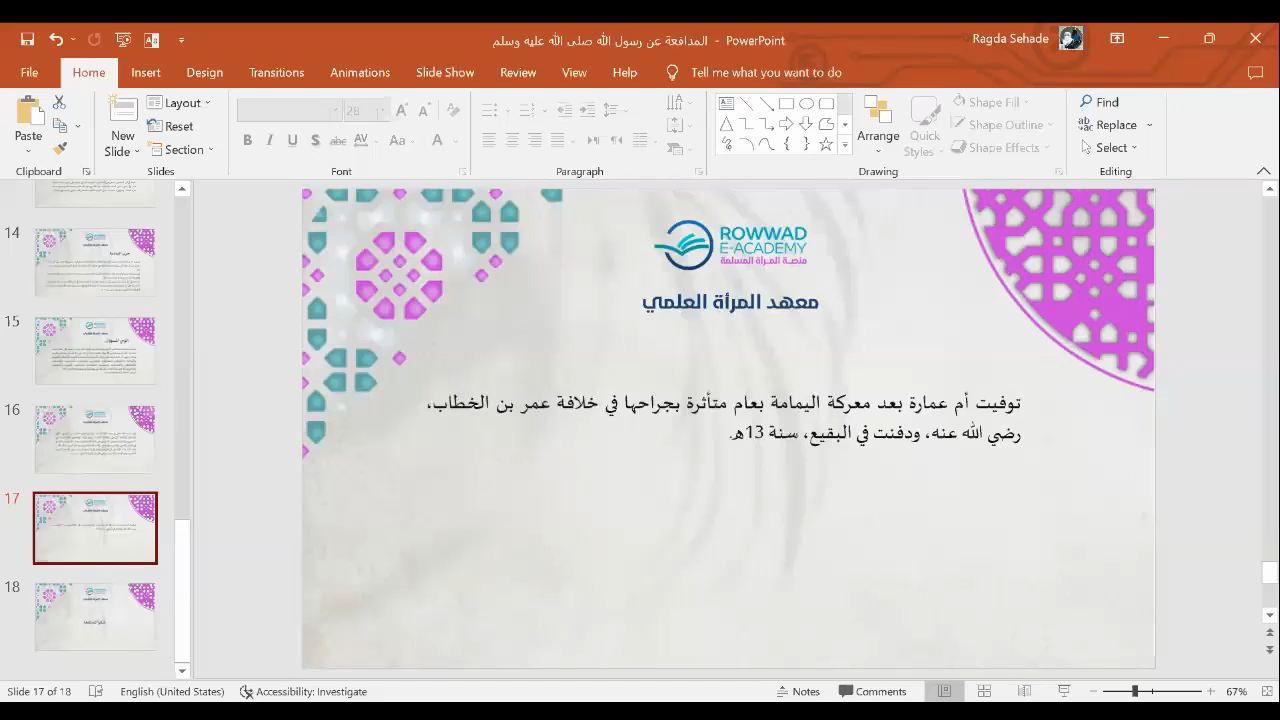 المدافعة عن رسول الله صلى الله عليه وسلم - PowerPoint
Ragda Sehade
File Home Insert Design Transitions Animations Slide Show Review View Help Tell me what you want to do
Paste
Clipboard
New Slide
Layout
Reset
Section
Slides
28
Font
Paragraph
Arrange
Quick Styles
Shape Fill
Shape Outline
Shape Effects
Drawing
Find
Replace
Select
Editing
14
15
16
17
18
ROWWAD
E-ACADEMY
منصة المرأة المسلمة
معهد المرأة العلمي
توفيت أم عمارة بعد معركة اليمامة بعام متأثرة بجراحها في خلافة عمر بن الخطاب،
رضي الله عنه، ودفنت في البقيع، سنة 13هـ.
Slide 17 of 18 English (United States) Accessibility: Investigate Notes Comments 67%